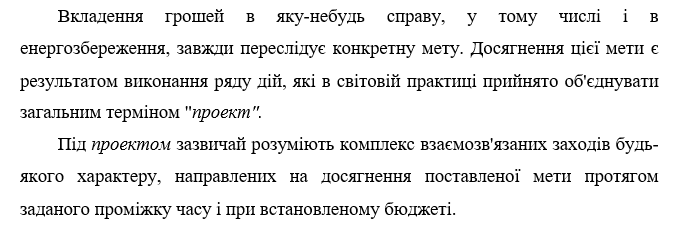 Вкладення грошей в яку-небудь справу, у тому числі і в
енергозбереження, завжди переслідує конкретну мету. Досягнення цієї мети є
результатом виконання ряду дій, які в світовій практиці прийнято об'єднувати
загальним терміном "проект".
Під проектом зазвичай розуміють комплекс взаємозв'язаних заходів будь-
якого характеру, направлених на досягнення поставленої мети протягом
заданого проміжку часу і при встановленому бюджеті.